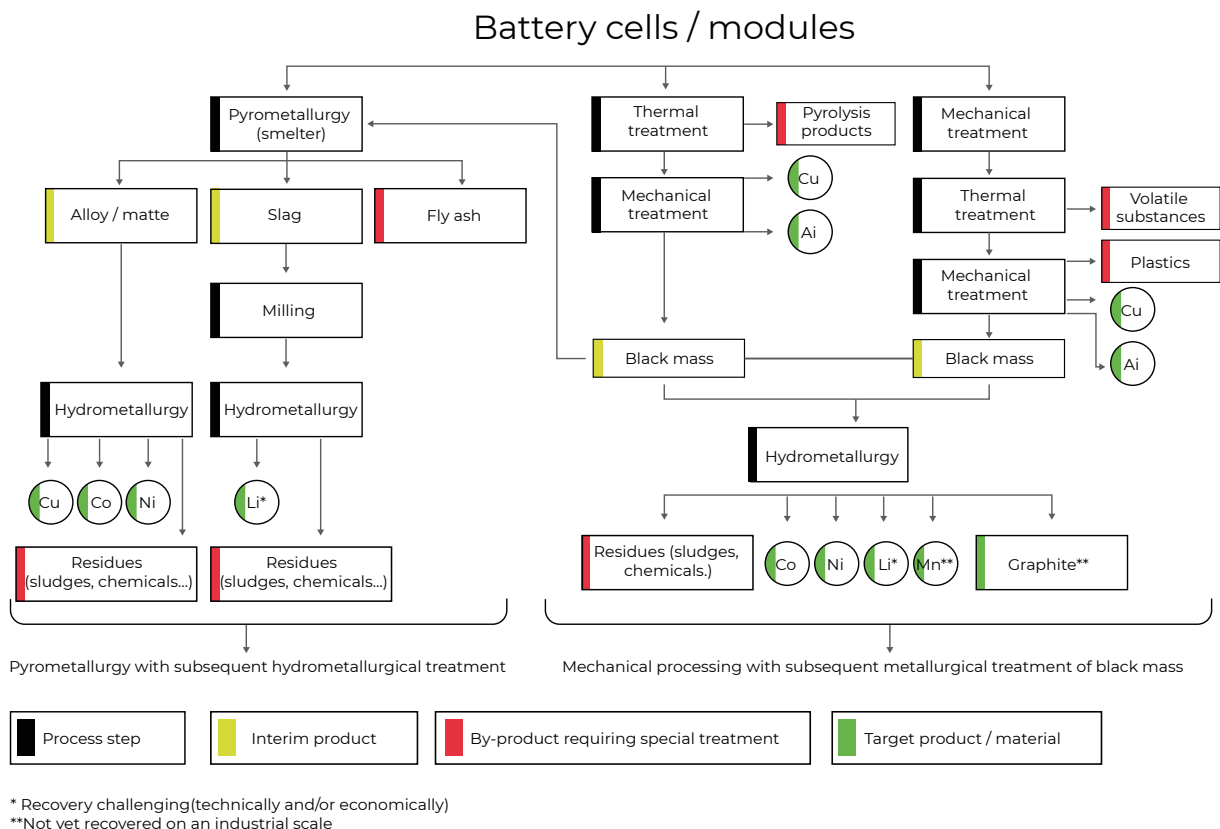 Battery cells / modules
Pyrometallurgy
(smelter)
Thermal
treatment
Pyrolysis
products
Mechanical
treatment
Alloy / matte
Slag
Fly ash
Mechanical
treatment
Cu
Ai
Thermal
treatment
Volatile
substances
Milling
Mechanical
treatment
Plastics
Cu
Ai
Black mass
Black mass
Hydrometallurgy
Hydrometallurgy
Hydrometallurgy
Cu
Co
Ni
Li*
Residues
(sludges, chemicals...)
Residues
(sludges, chemicals...)
Residues (sludges,
chemicals.)
Co
Ni
Li*
Mn**
Graphite**
Pyrometallurgy with subsequent hydrometallurgical treatment
Mechanical processing with subsequent metallurgical treatment of black mass
Process step
Interim product
By-product requiring special treatment
Target product / material
* Recovery challenging(technically and/or economically)
**Not yet recovered on an industrial scale